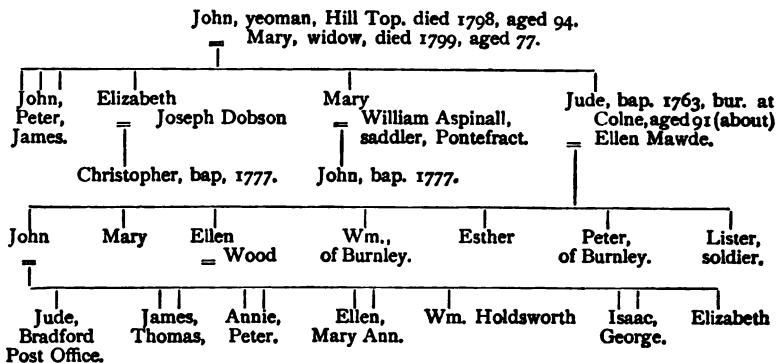 John, yeoman, Hill Top. died 1798, aged 94.
= Mary, widow, died 1799, aged 77.
John, Peter, James.
Elizabeth
= Joseph Dobson
Mary
= William Aspinall, saddler, Pontefract.
Jude, bap. 1763, bur. at Colne, aged 91 (about)
= Ellen Mawde.
Christopher, bap, 1777.
John, bap. 1777.
John
=
Mary
Ellen
= Wood
Wm., of Burnley.
Esther
Peter, of Burnley.
Lister, soldier.
Jude, Bradford Post Office.
James, Thomas,
Annie, Peter.
Ellen, Mary Ann.
Wm. Holdsworth
Isaac, George.
Elizabeth